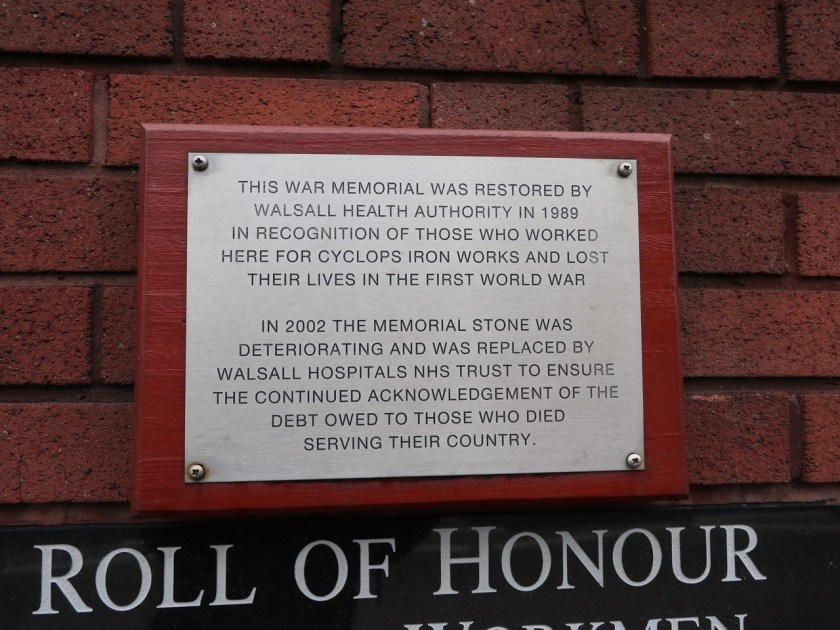 THIS WAR MEMORIAL WAS RESTORED BY
WALSALL HEALTH AUTHORITY IN 1989
IN RECOGNITION OF THOSE WHO WORKED
HERE FOR CYCLOPS IRON WORKS AND LOST
THEIR LIVES IN THE FIRST WORLD WAR
IN 2002 THE MEMORIAL STONE WAS
DETERIORATING AND WAS REPLACED BY
WALSALL HOSPITALS NHS TRUST TO ENSURE
THE CONTINUED ACKNOWLEDGEMENT OF THE
DEBT OWED TO THOSE WHO DIED
SERVING THEIR COUNTRY.
ROLL OF HONOUR
WORKMEN